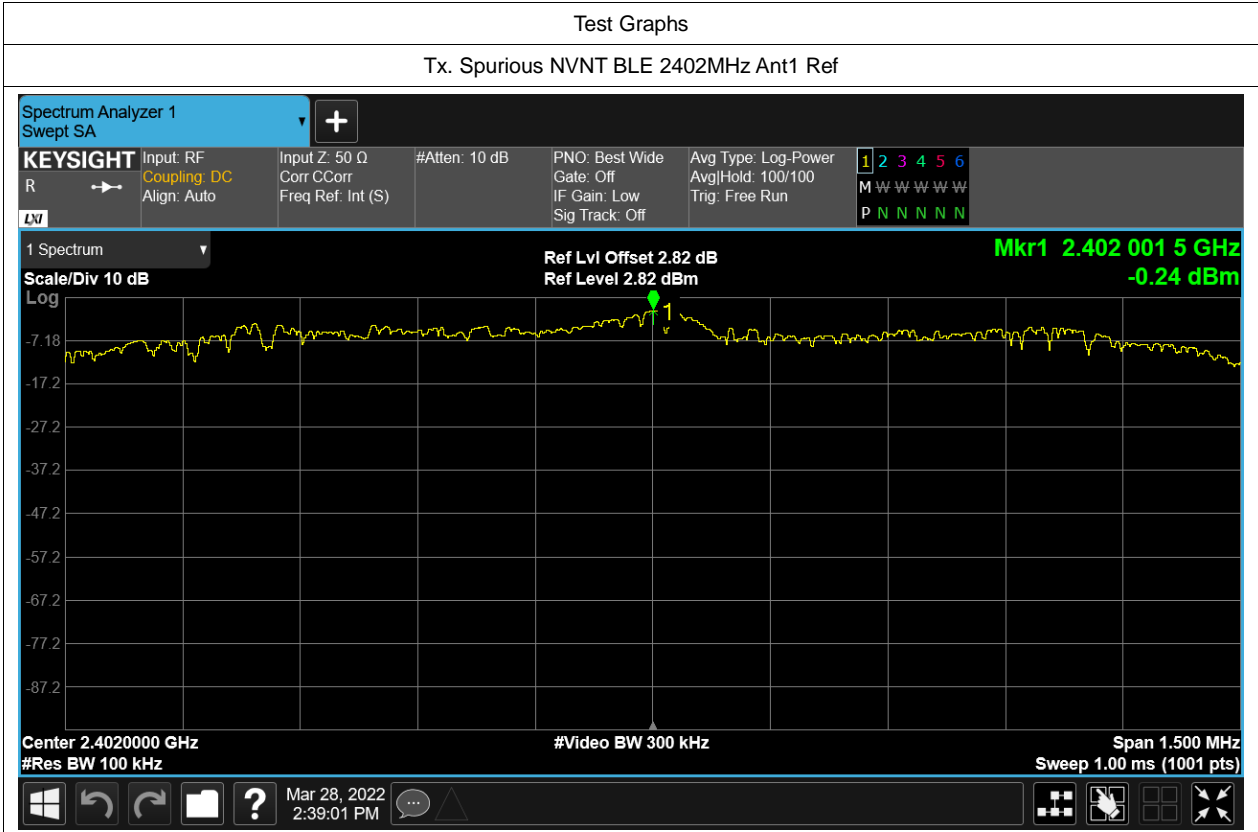 Test Graphs
Tx. Spurious NVNT BLE 2402MHz Ant1 Ref
Spectrum Analyzer 1
Swept SA
KEYSIGHT Input: RF Input Z: 50 Ω #Atten: 10 dB PNO: Best Wide Avg Type: Log-Power 1 2 3 4 5 6
R Coupling: DC Corr CCorr Gate: Off Avg|Hold: 100/100 M W W W W W W
Align: Auto Freq Ref: Int (S) IF Gain: Low Trig: Free Run
LXI Sig Track: Off P N N N N N N
1 Spectrum Ref Lvl Offset 2.82 dB Mkr1 2.402 001 5 GHz
Scale/Div 10 dB Ref Level 2.82 dBm -0.24 dBm
Log
1
-7.18
-17.2
-27.2
-37.2
-47.2
-57.2
-67.2
-77.2
-87.2
Center 2.4020000 GHz #Video BW 300 kHz Span 1.500 MHz
#Res BW 100 kHz Sweep 1.00 ms (1001 pts)
? Mar 28, 2022
2:39:01 PM